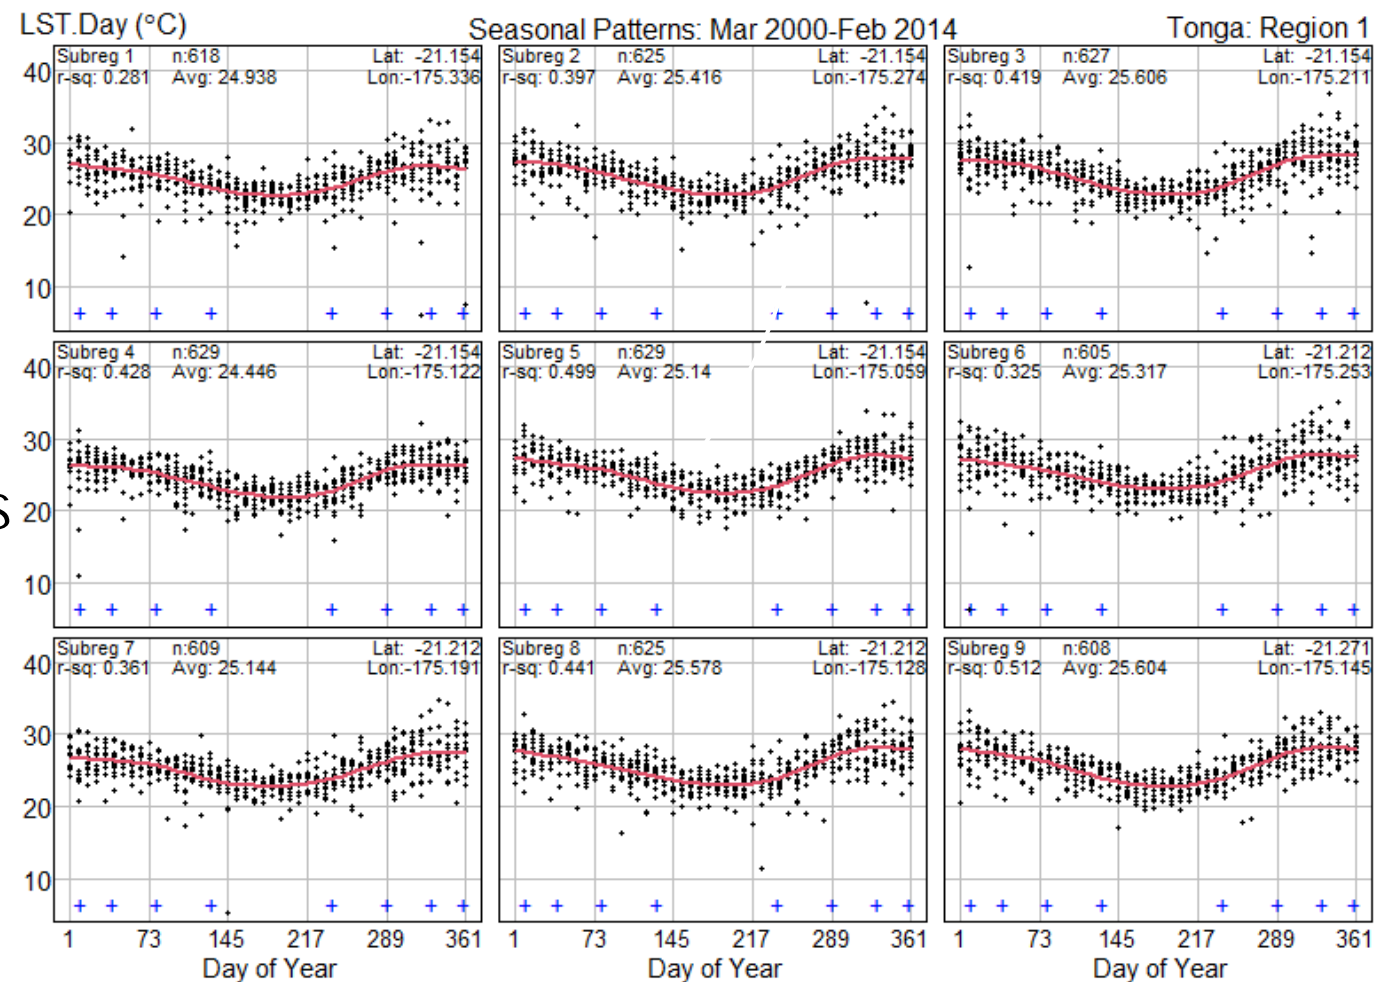 LST.Day (°C) Seasonal Patterns: Mar 2000-Feb 2014 Tonga: Region 1
Subreg 1 n:618 Lat: -21.154
r-sq: 0.281 Avg: 24.938 Lon:-175.336
Subreg 2 n:625 Lat: -21.154
r-sq: 0.397 Avg: 25.416 Lon:-175.274
Subreg 3 n:627 Lat: -21.154
r-sq: 0.419 Avg: 25.606 Lon:-175.211
40
30
20
10
Subreg 4 n:629 Lat: -21.154
r-sq: 0.428 Avg: 24.446 Lon:-175.122
Subreg 5 n:629 Lat: -21.154
r-sq: 0.499 Avg: 25.14 Lon:-175.059
Subreg 6 n:605 Lat: -21.212
r-sq: 0.325 Avg: 25.317 Lon:-175.253
40
30
S
20
10
Subreg 7 n:609 Lat: -21.212
r-sq: 0.361 Avg: 25.144 Lon:-175.191
Subreg 8 n:625 Lat: -21.212
r-sq: 0.441 Avg: 25.578 Lon:-175.128
Subreg 9 n:608 Lat: -21.271
r-sq: 0.512 Avg: 25.604 Lon:-175.145
40
30
20
10
1 73 145 217 289 361 1 73 145 217 289 361 1 73 145 217 289 361
Day of Year Day of Year Day of Year